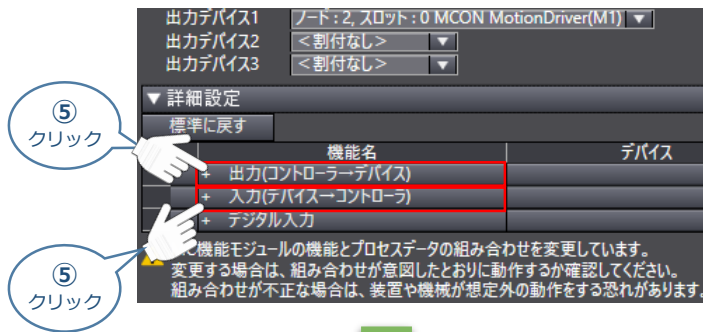 出力デバイス1 ノード : 2, スロット : 0 MCON MotionDriver(M1) ▼
出力デバイス2 <割付なし> ▼
出力デバイス3 <割付なし> ▼
▼ 詳細設定
標準に戻す
機能名 デバイス
+ 出力(コントローラ→デバイス)
+ 入力(デバイス→コントローラ)
+ デジタル入力
⑤
クリック
⑤
クリック
C機能モジュールの機能とプロセスデータの組み合わせを変更しています。
変更する場合は、組み合わせが意図したとおりに動作するか確認してください。
組み合わせが不正な場合は、装置や機械が想定外の動作をする恐れがあります。